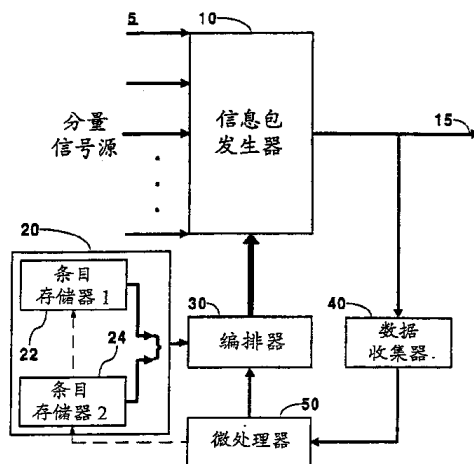 5
10
分量
信号源
信息包
发生器
15
20
条目
存储器1
22
24
条目
存储器2
30
编排器
40
数据
收集器.
50
微处理器